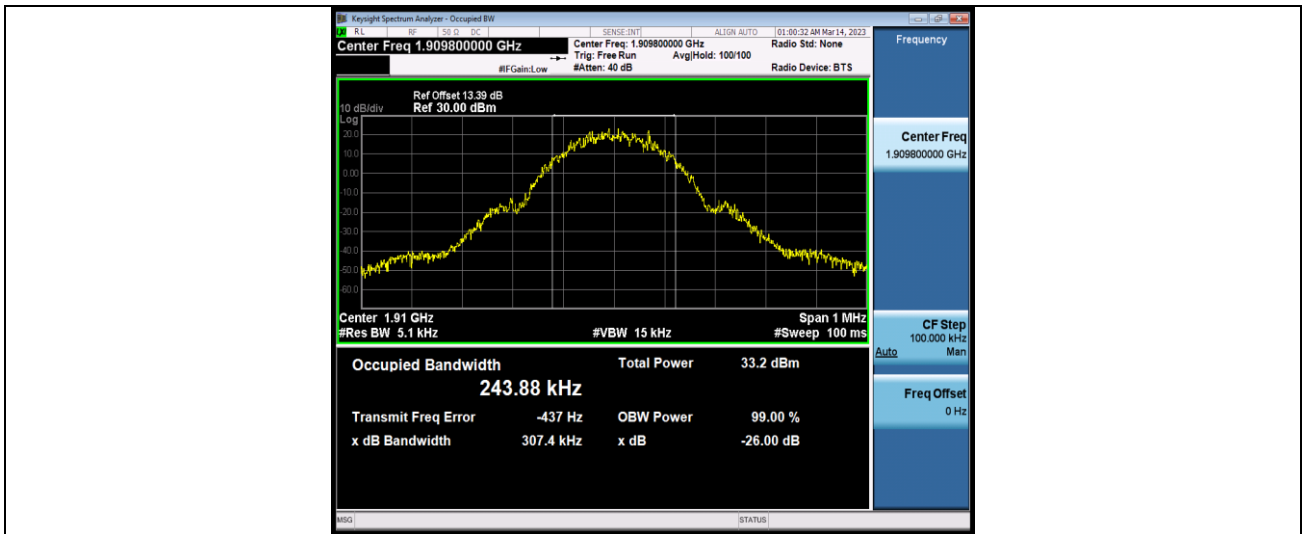 Keysight Spectrum Analyzer - Occupied BW
RL RF 50 Ω DC SENSE:INT ALIGN AUTO 01:00:32 AM Mar 14, 2023
Center Freq 1.909800000 GHz
Center Freq: 1.909800000 GHz Radio Std: None
Trig: Free Run Avg|Hold: 100/100
#IFGain:Low #Atten: 40 dB Radio Device: BTS
Frequency
Ref Offset 13.39 dB
10 dB/div Ref 30.00 dBm
Log
20.0
10.0
0.00
-10.0
-20.0
-30.0
-40.0
-50.0
-60.0
Center 1.91 GHz Span 1 MHz
#Res BW 5.1 kHz #VBW 15 kHz #Sweep 100 ms
Center Freq
1.909800000 GHz
CF Step
100.000 kHz
Auto Man
Freq Offset
0 Hz
Occupied Bandwidth Total Power 33.2 dBm
243.88 kHz
Transmit Freq Error -437 Hz OBW Power 99.00 %
x dB Bandwidth 307.4 kHz x dB -26.00 dB
MSG STATUS